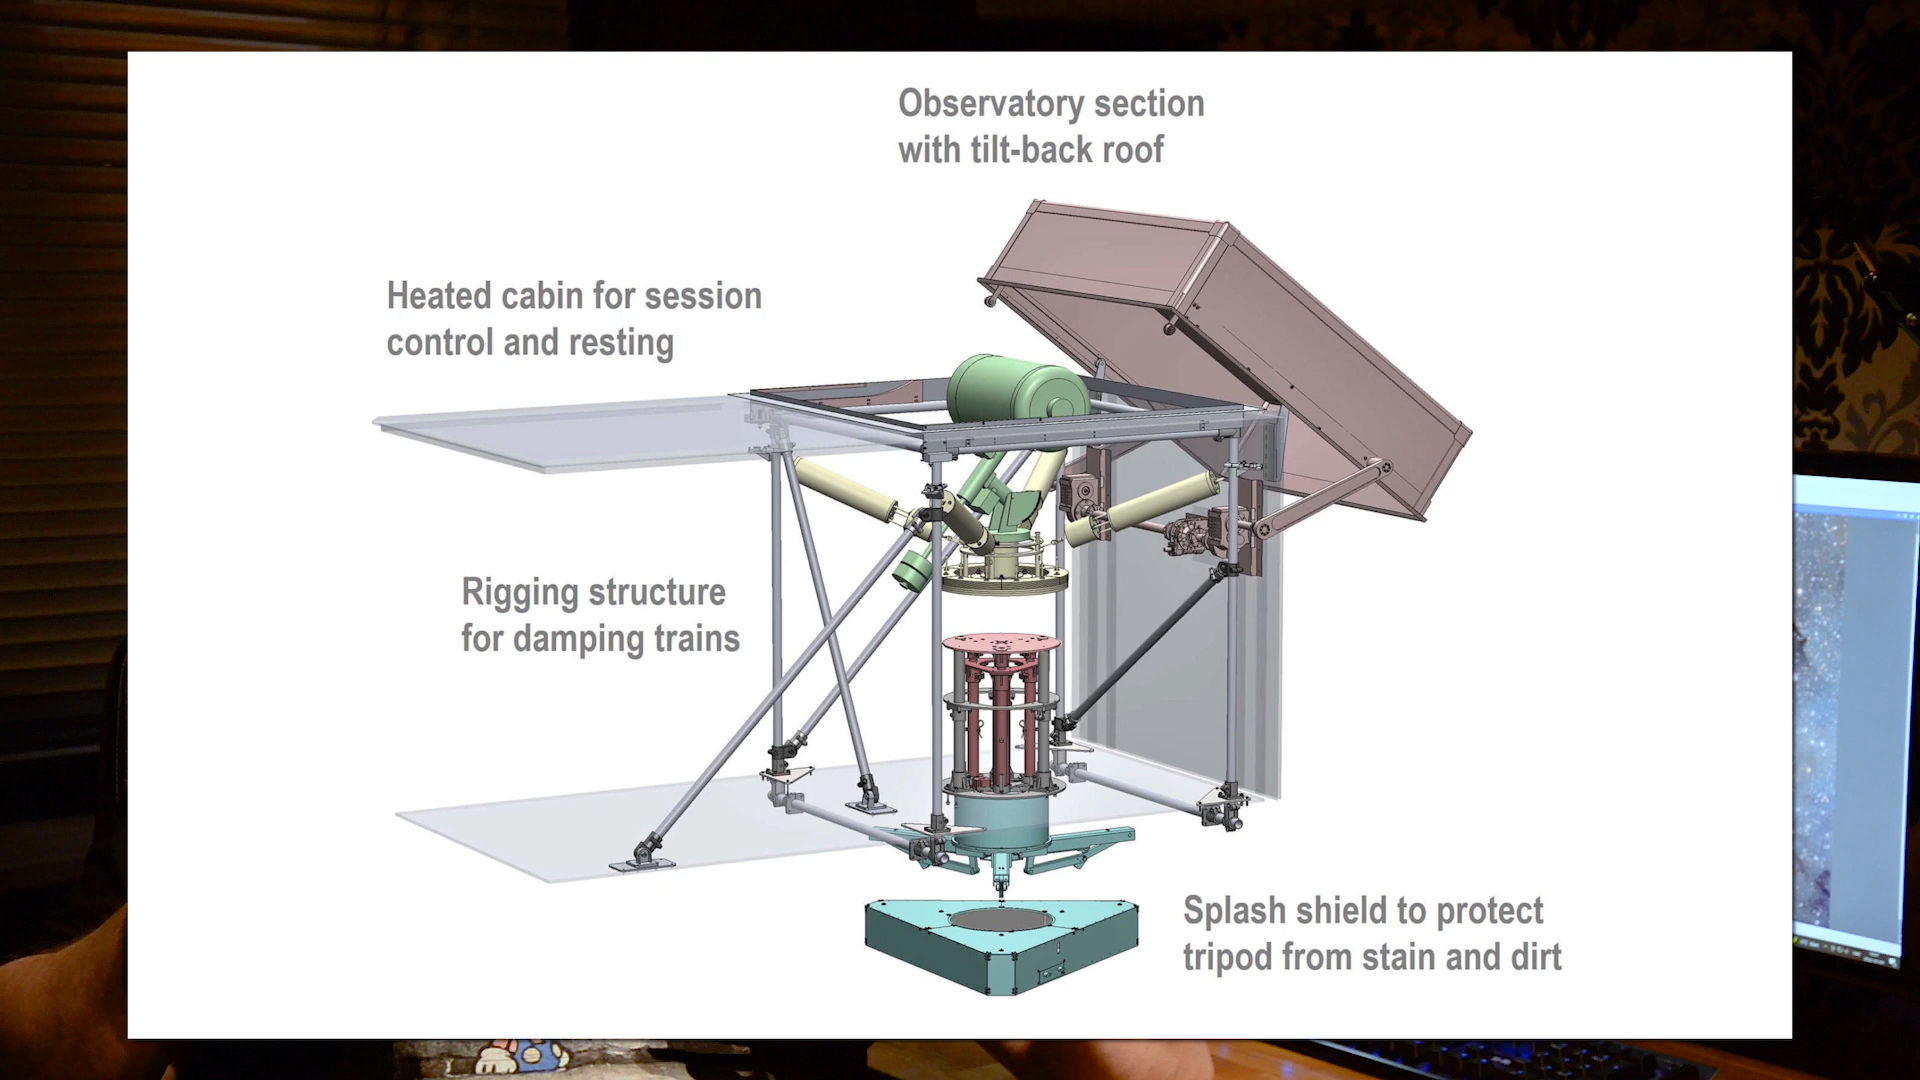 Observatory section
with tilt-back roof
Heated cabin for session
control and resting
Rigging structure
for damping trains
Splash shield to protect
tripod from stain and dirt